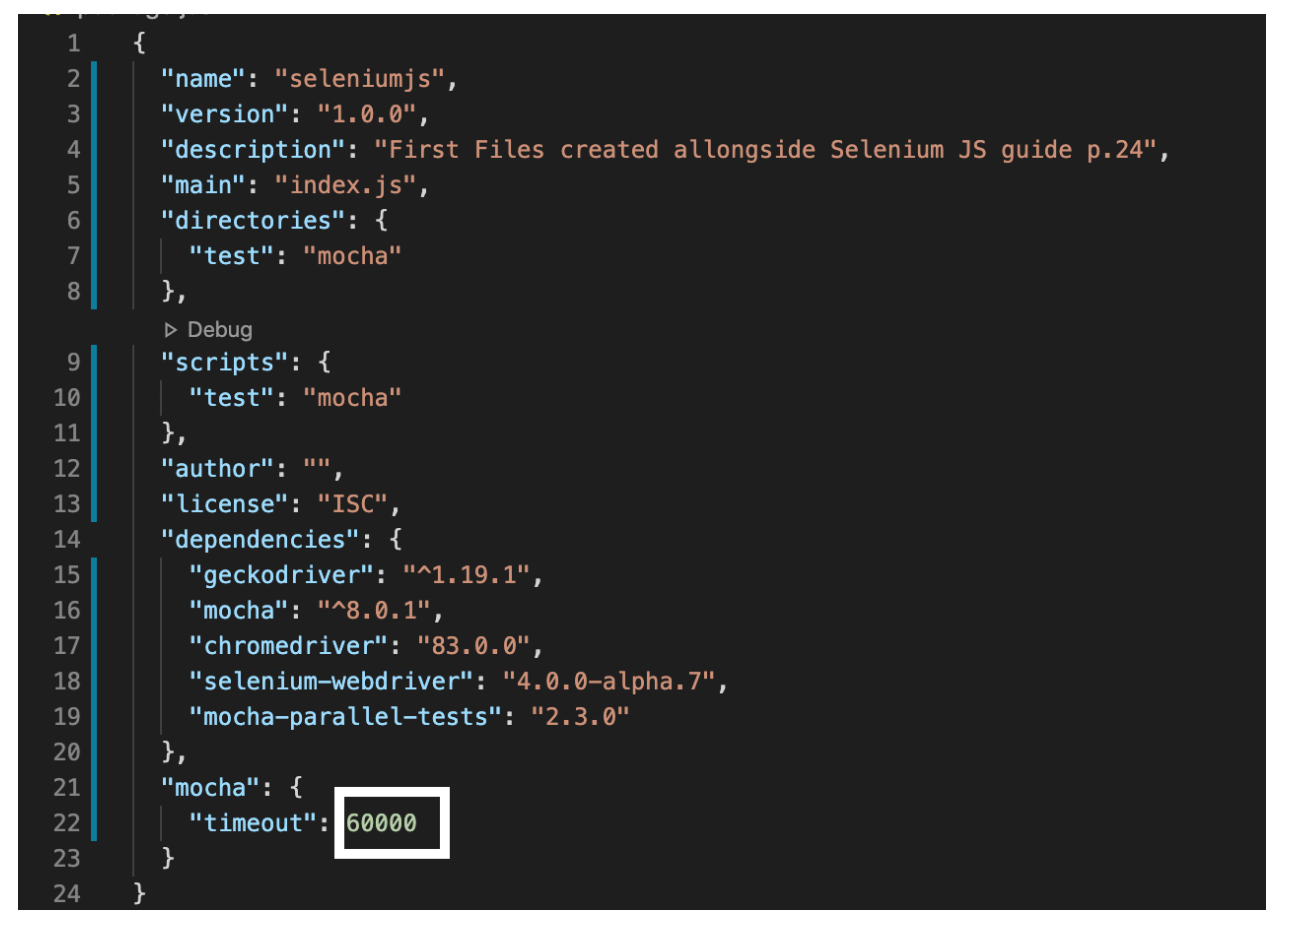 1 {
2 "name": "seleniumjs",
3 "version": "1.0.0",
4 "description": "First Files created allongside Selenium JS guide p.24",
5 "main": "index.js",
6 "directories": {
7 "test": "mocha"
8 },
Debug
9 "scripts": {
10 "test": "mocha"
11 },
12 "author": "",
13 "license": "ISC",
14 "dependencies": {
15 "geckodriver": "^1.19.1",
16 "mocha": "^8.0.1",
17 "chromedriver": "83.0.0",
18 "selenium-webdriver": "4.0.0-alpha.7",
19 "mocha-parallel-tests": "2.3.0"
20 },
21 "mocha": {
22 "timeout": 60000
23 }
24 }